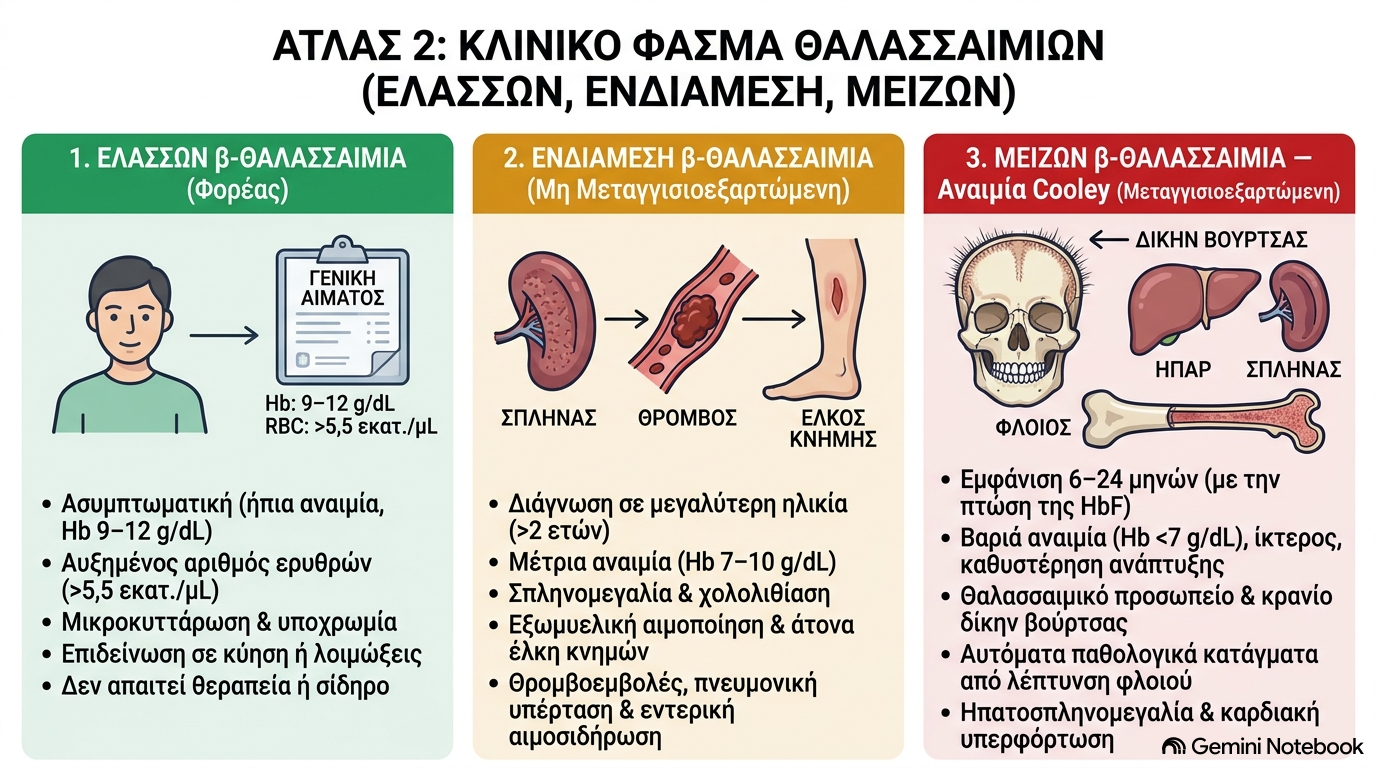 ΑΤΛΑΣ 2: ΚΛΙΝΙΚΟ ΦΑΣΜΑ ΘΑΛΑΣΣΑΙΜΙΩΝ
(ΕΛΑΣΣΩΝ, ΕΝΔΙΑΜΕΣΗ, ΜΕΙΖΩΝ)
1. ΕΛΑΣΣΩΝ β-ΘΑΛΑΣΣΑΙΜΙΑ
(Φορέας)
ΓΕΝΙΚΗ
ΑΙΜΑΤΟΣ
Hb: 9–12 g/dL
RBC: >5,5 εκατ./μL
• Ασυμπτωματική (ήπια αναιμία,
Hb 9–12 g/dL)
• Αυξημένος αριθμός ερυθρών
(>5,5 εκατ./μL)
• Μικροκυττάρωση & υποχρωμία
• Επιδείνωση σε κύηση ή λοιμώξεις
• Δεν απαιτεί θεραπεία ή σίδηρο
2. ΕΝΔΙΑΜΕΣΗ β-ΘΑΛΑΣΣΑΙΜΙΑ
(Μη Μεταγγισιοεξαρτώμενη)
ΣΠΛΗΝΑΣ
ΘΡΟΜΒΟΣ
ΕΛΚΟΣ
ΚΝΗΜΗΣ
• Διάγνωση σε μεγαλύτερη ηλικία
(>2 ετών)
• Μέτρια αναιμία (Hb 7–10 g/dL)
• Σπληνομεγαλία & χολολιθίαση
• Εξωμυελική αιμοποίηση & άτονα
έλκη κνημών
• Θρομβοεμβολές, πνευμονική
υπέρταση & εντερική
αιμοσιδήρωση
3. ΜΕΙΖΩΝ β-ΘΑΛΑΣΣΑΙΜΙΑ —
Αναιμία Cooley (Μεταγγισιοεξαρτώμενη)
ΔΙΚΗΝ ΒΟΥΡΤΣΑΣ
ΗΠΑΡ
ΣΠΛΗΝΑΣ
ΦΛΟΙΟΣ
• Εμφάνιση 6–24 μηνών (με την
πτώση της HbF)
• Βαριά αναιμία (Hb <7 g/dL), ίκτερος,
καθυστέρηση ανάπτυξης
• Θαλασσαιμικό προσωπείο & κρανίο
δίκην βούρτσας
• Αυτόματα παθολογικά κατάγματα
από λέπτυνση φλοιού
• Ηπατοσπληνομεγαλία & καρδιακή
υπερφόρτωση
Gemini Notebook